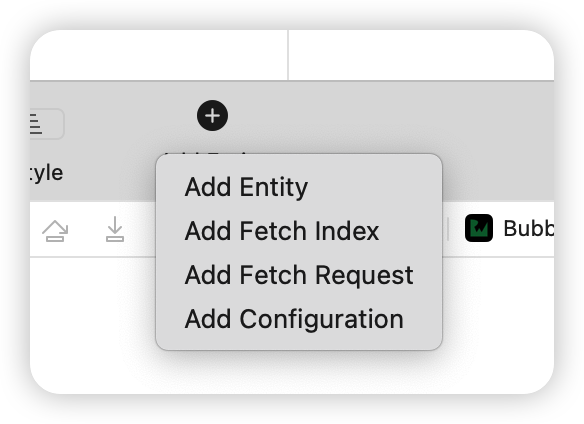 tyle
Add Entity
Add Fetch Index
Add Fetch Request
Add Configuration
Bubb